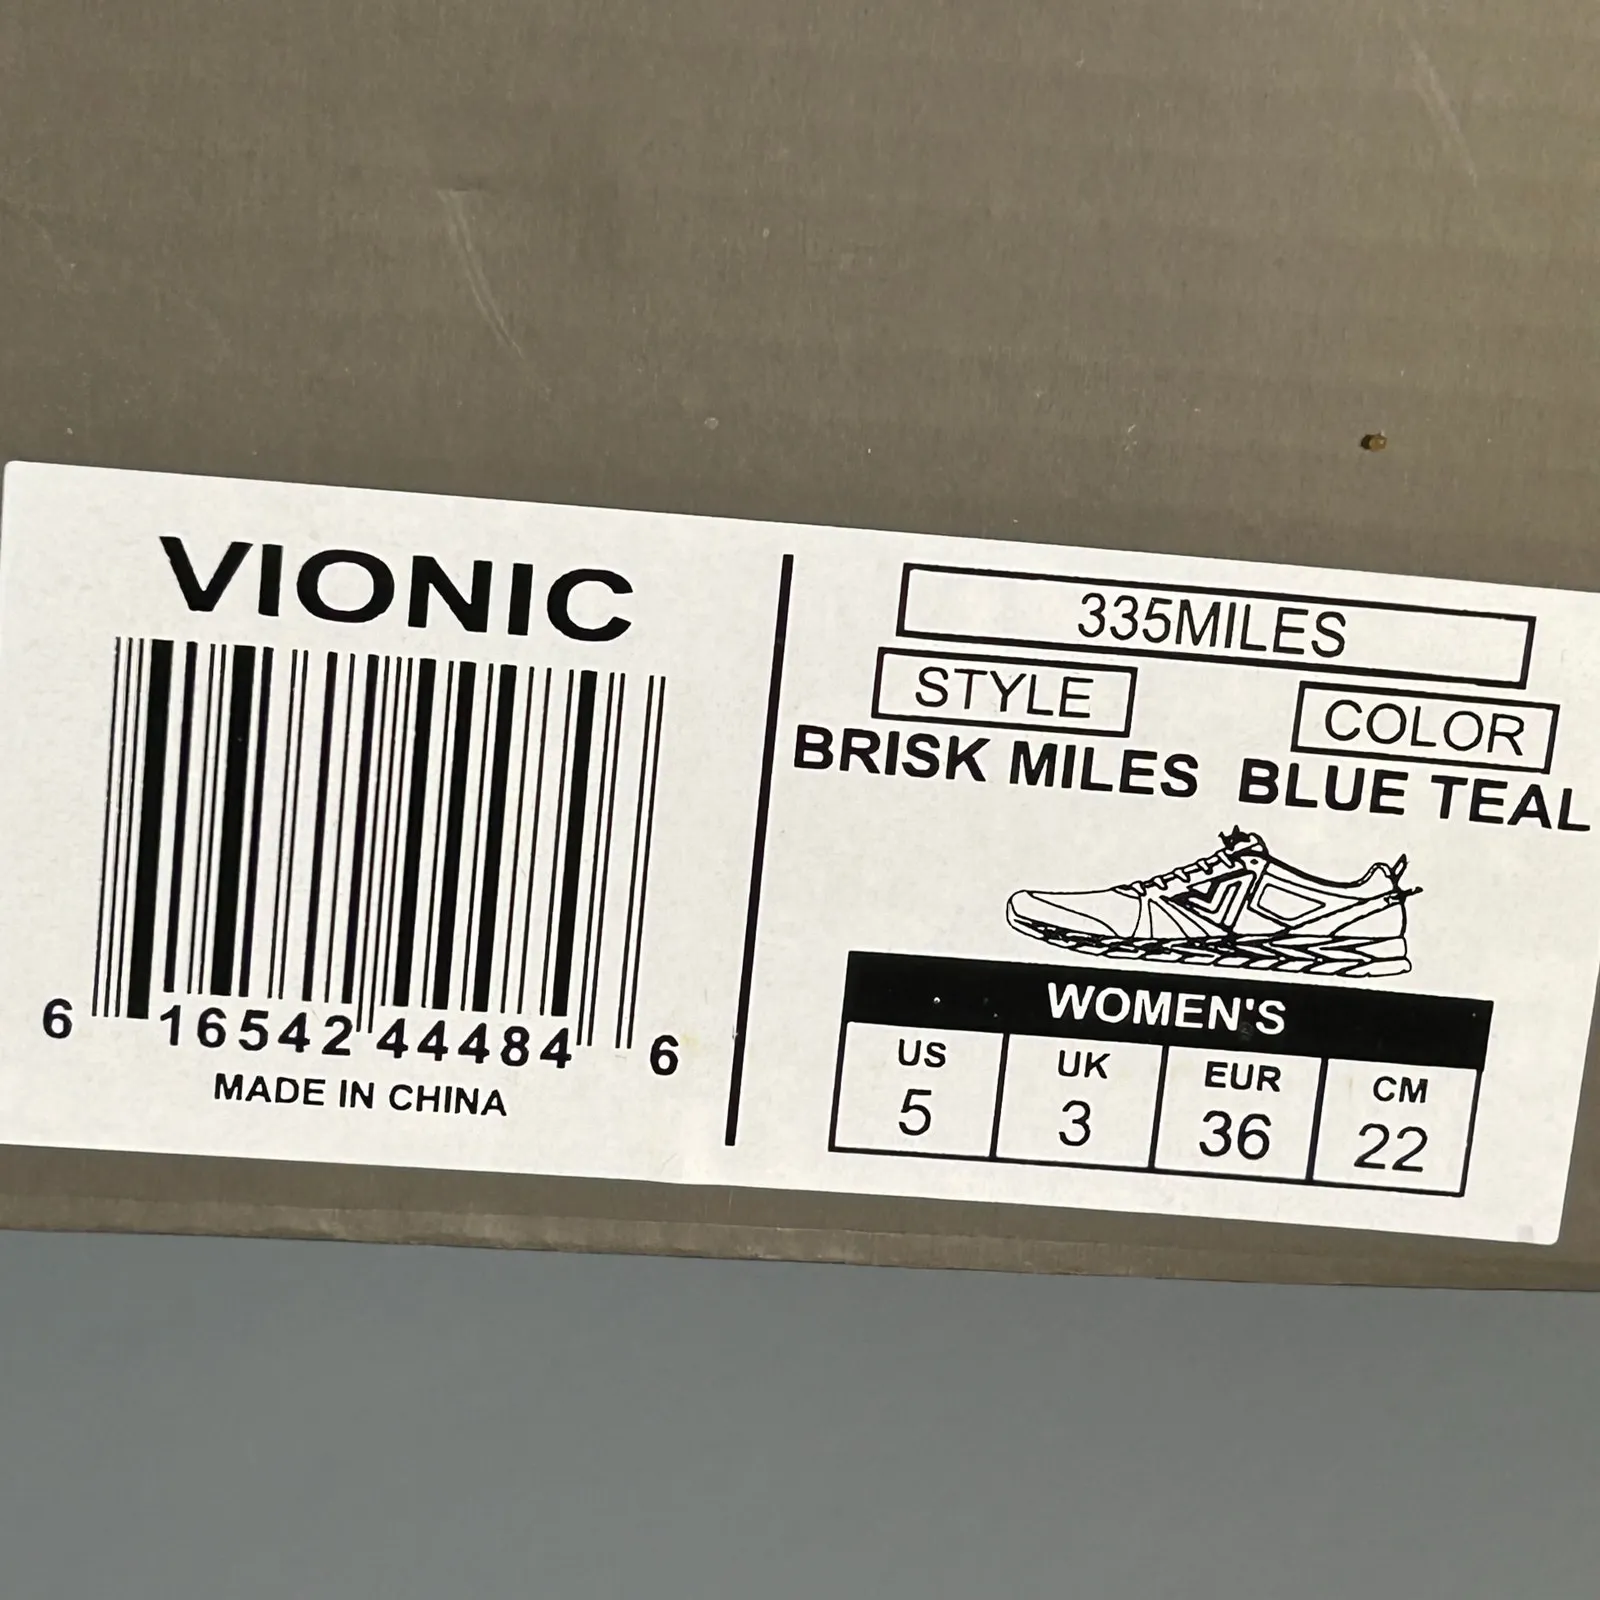 VIONIC
6 16542 44484 6
MADE IN CHINA
335MILES
STYLE COLOR
BRISK MILES BLUE TEAL
WOMEN'S
US UK EUR CM
5 3 36 22